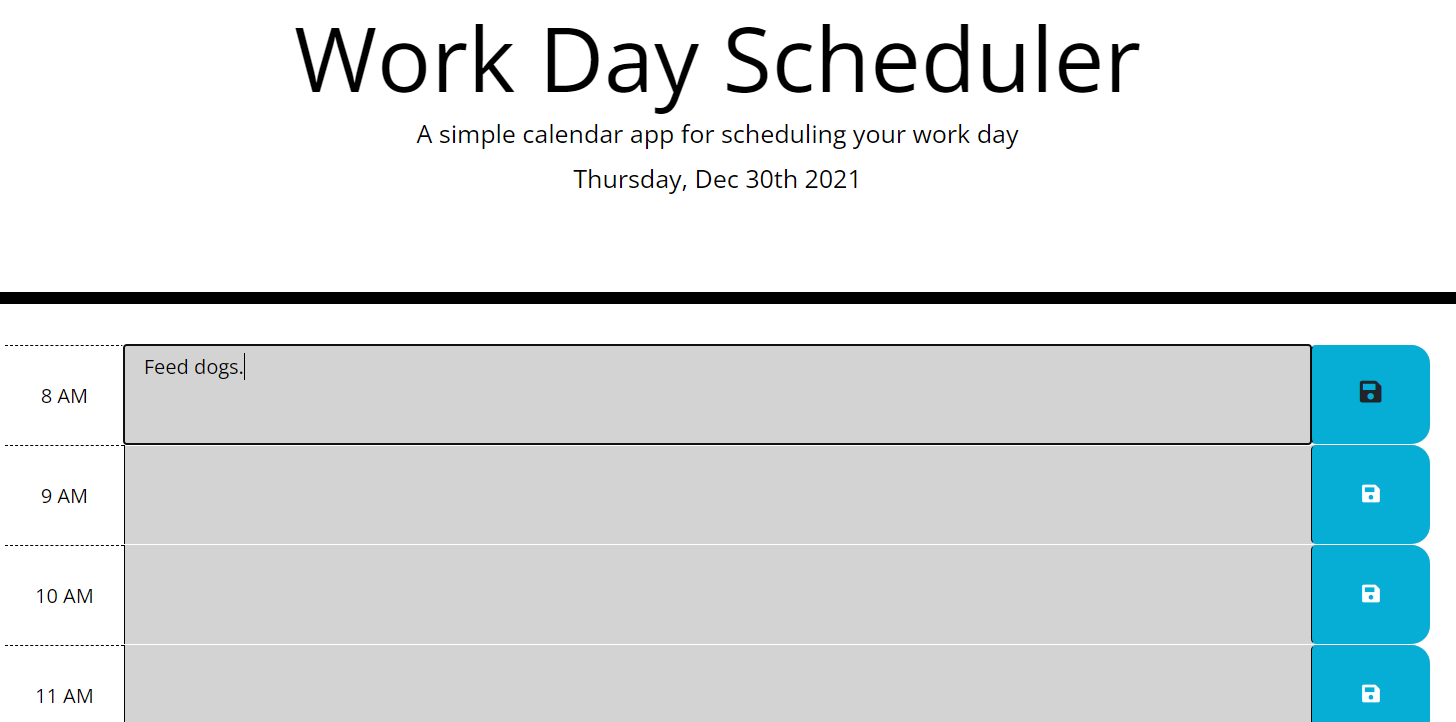 Work Day Scheduler
A simple calendar app for scheduling your work day
Thursday, Dec 30th 2021
8 AM
Feed dogs.
9 AM
10 AM
11 AM